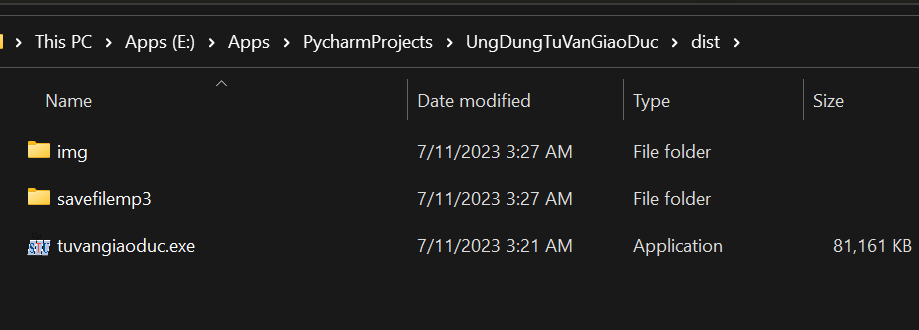 This PC > Apps (E:) > Apps > PycharmProjects > UngDungTuVanGiaoDuc > dist >
Name Date modified Type Size
img 7/11/2023 3:27 AM File folder
savefilemp3 7/11/2023 3:27 AM File folder
tuvangiaoduc.exe 7/11/2023 3:21 AM Application 81,161 KB